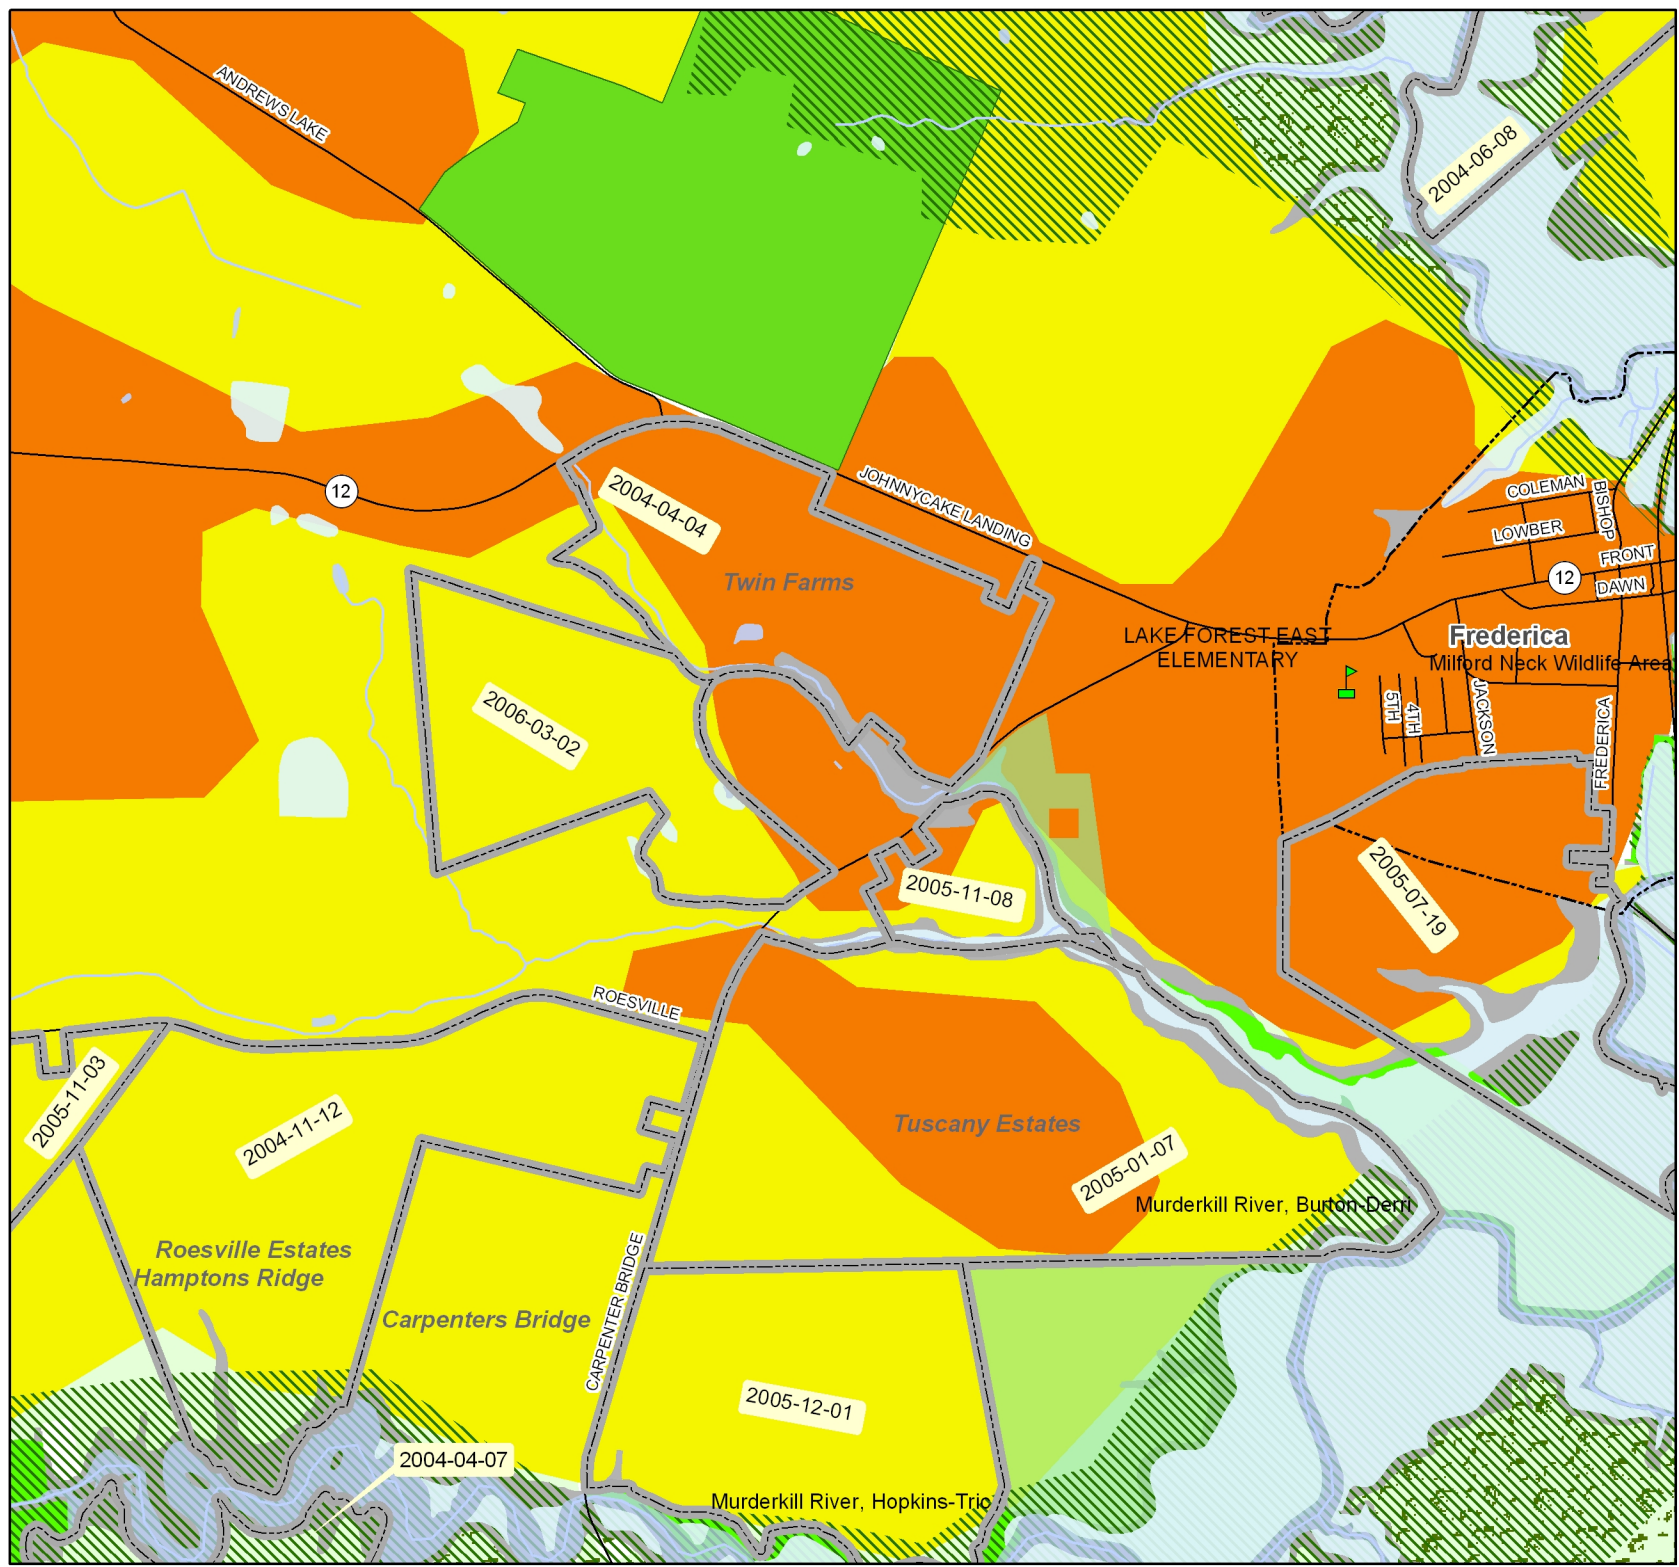 ANDREWS LAKE
2004-06-08
12
2004-04-04
JOHNNYCAKE LANDING
COLEMAN
BISHOP
LOWBER
FRONT
12
DAWN
Twin Farms
LAKE FOREST EAST
ELEMENTARY
Frederica
Milford Neck Wildlife Area
5TH
4TH
JACKSON
FREDERICA
2006-03-02
2005-11-08
2005-07-19
ROESVILLE
2005-11-03
2004-11-12
Tuscany Estates
2005-01-07
Murderkill River, Burton-Derri
Roesville Estates
Hamptons Ridge
Carpenters Bridge
CARPENTER BRIDGE
2005-12-01
2004-04-07
Murderkill River, Hopkins-Trio